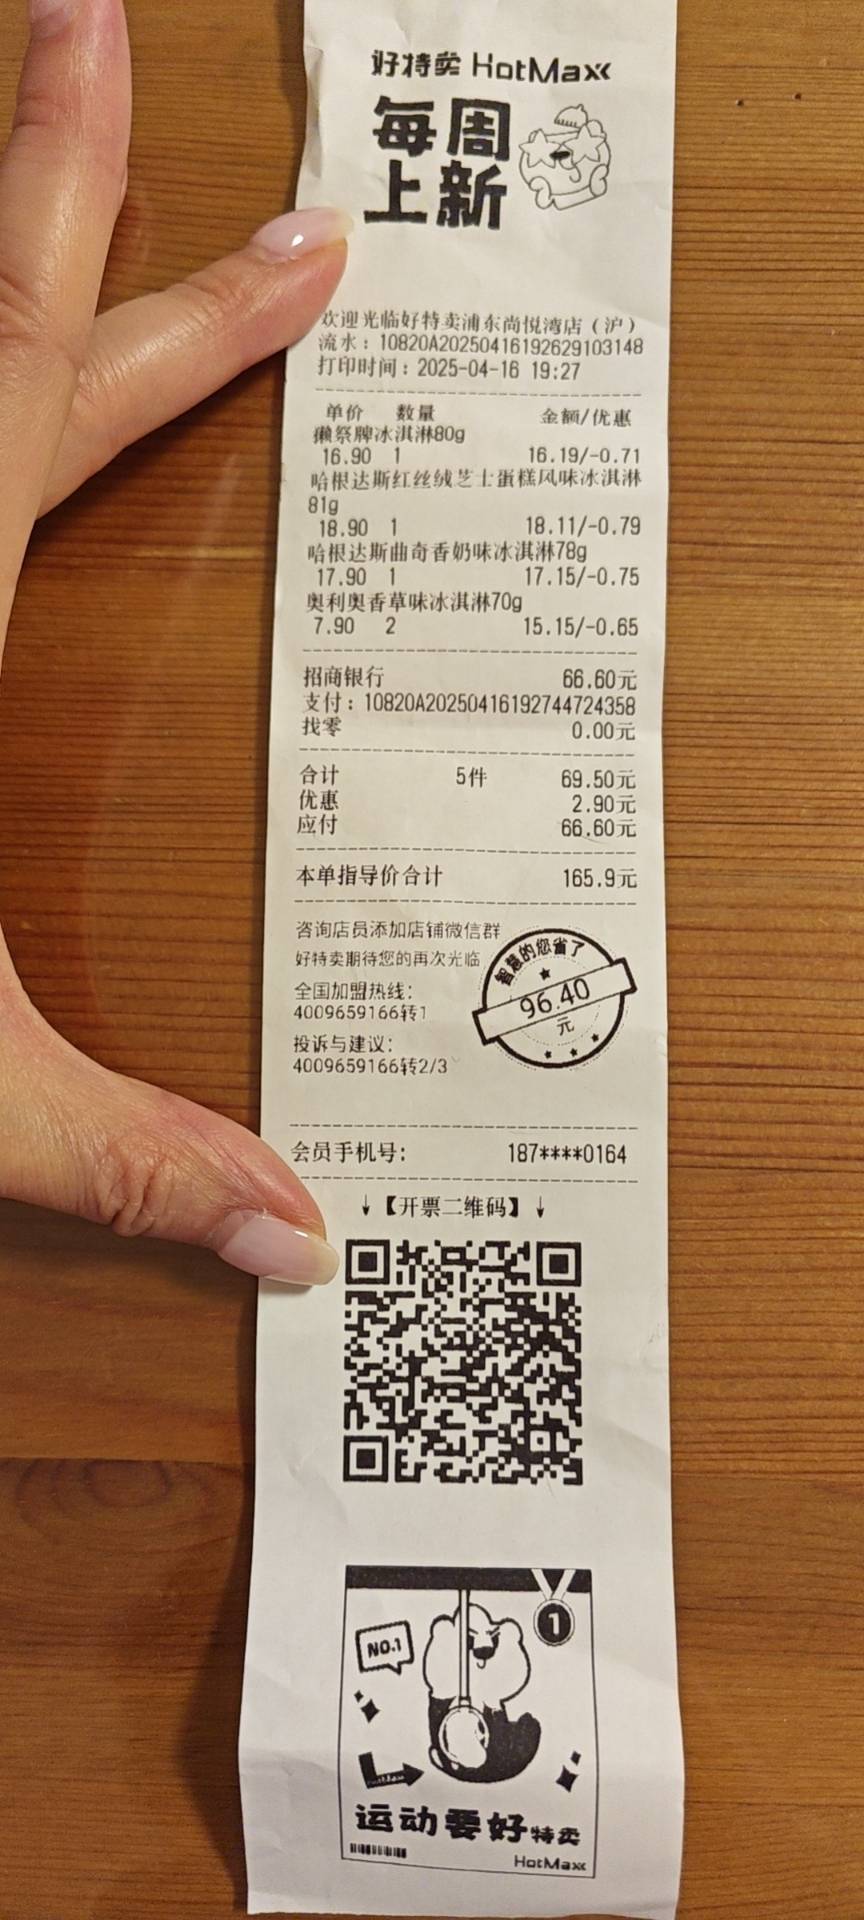 好特卖 HotMaxx
每周
上新
欢迎光临好特卖浦东尚悦湾店（沪）
流水：10820A20250416192629103148
打印时间：2025-04-16 19:27
单价 数量 金额/优惠
獭祭牌冰淇淋80g
16.90 1 16.19/-0.71
哈根达斯红丝绒芝士蛋糕风味冰淇淋
81g
18.90 1 18.11/-0.79
哈根达斯曲奇香奶味冰淇淋78g
17.90 1 17.15/-0.75
奥利奥香草味冰淇淋70g
7.90 2 15.15/-0.65
招商银行 66.60元
支付：10820A20250416192744724358
找零 0.00元
合计 5件 69.50元
优惠 2.90元
应付 66.60元
本单指导价合计 165.9元
咨询店员添加店铺微信群
好特卖期待您的再次光临
全国加盟热线：
4009659166转1
投诉与建议：
4009659166转2/3
智慧的您省了
96.40
元
会员手机号： 187****0164
↓【开票二维码】↓
1
NO.1
运动要好特卖
HotMaxx